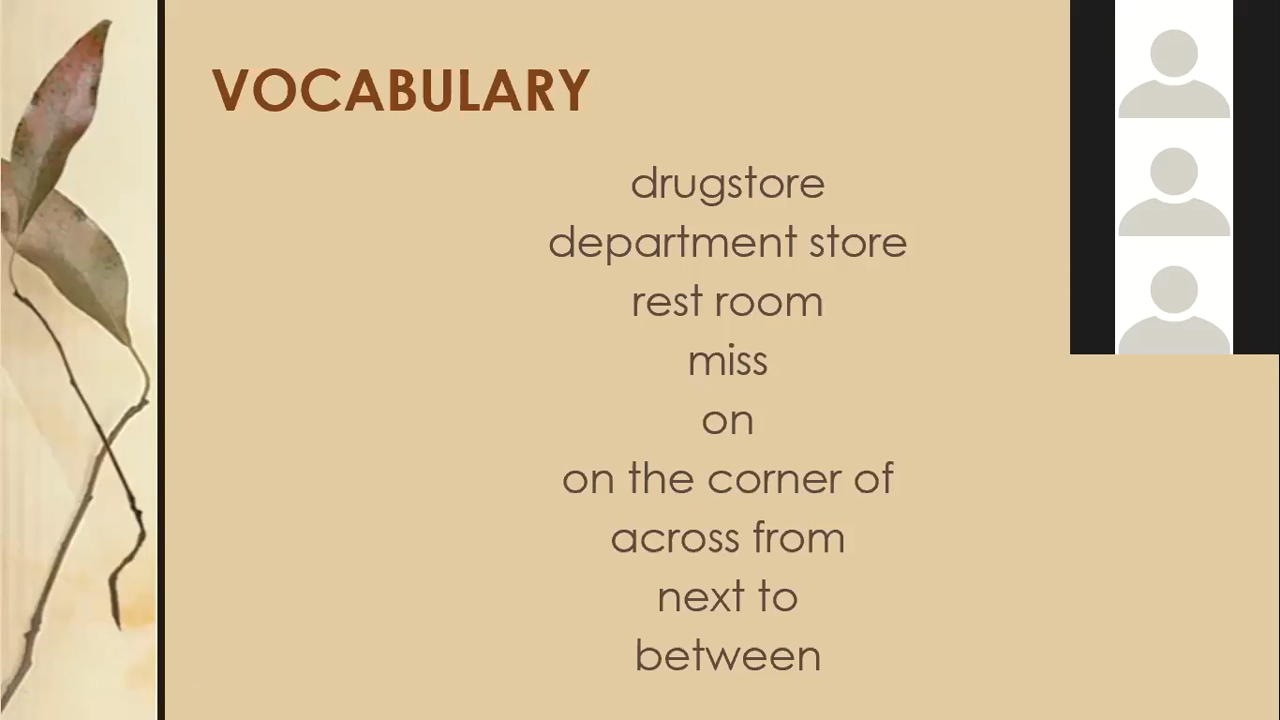 VOCABULARY
drugstore
department store
rest room
miss
on
on the corner of
across from
next to
between